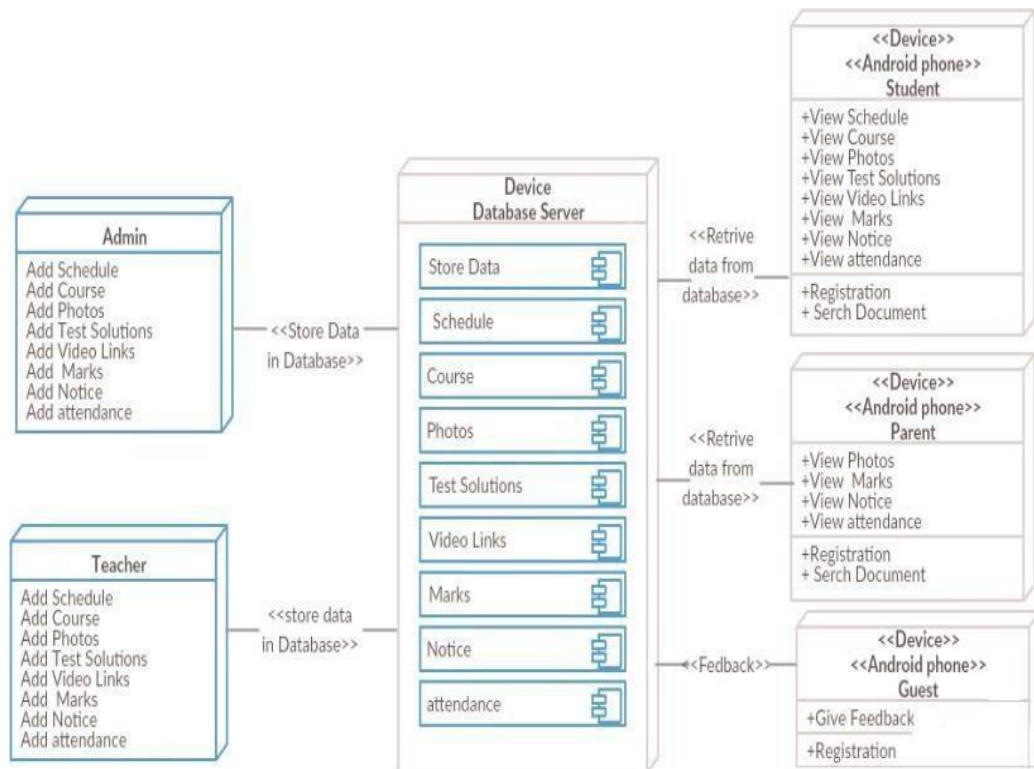 Admin
Add Schedule
Add Course
Add Photos
Add Test Solutions
Add Video Links
Add  Marks
Add Notice
Add attendance
Teacher
Add Schedule
Add Course
Add Photos
Add Test Solutions
Add Video Links
Add  Marks
Add Notice
Add attendance
<<Store Data
in Database>>
<<store data
in Database>>
Device
Database Server
Store Data
Schedule
Course
Photos
Test Solutions
Video Links
Marks
Notice
attendance
<<Retrive
data from
database>>
<<Retrive
data from
database>>
<<Fedback>>
<<Device>>
<<Android phone>>
Student
+View Schedule
+View Course
+View Photos
+View Test Solutions
+View Video Links
+View  Marks
+View Notice
+View attendance
+Registration
+ Serch Document
<<Device>>
<<Android phone>>
Parent
+View Photos
+View  Marks
+View Notice
+View attendance
+Registration
+ Serch Document
<<Device>>
<<Android phone>>
Guest
+Give Feedback
+Registration